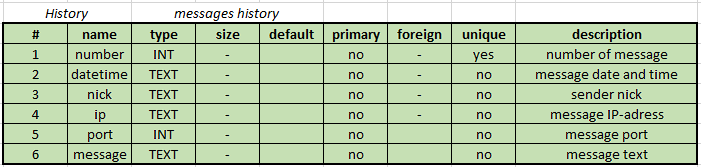 History messages history
# name type size default primary foreign unique description
1 number INT - no - yes number of message
2 datetime TEXT - no - no message date and time
3 nick TEXT - no - no sender nick
4 ip TEXT - no - no message IP-adress
5 port INT - no no message port
6 message TEXT - no no message text